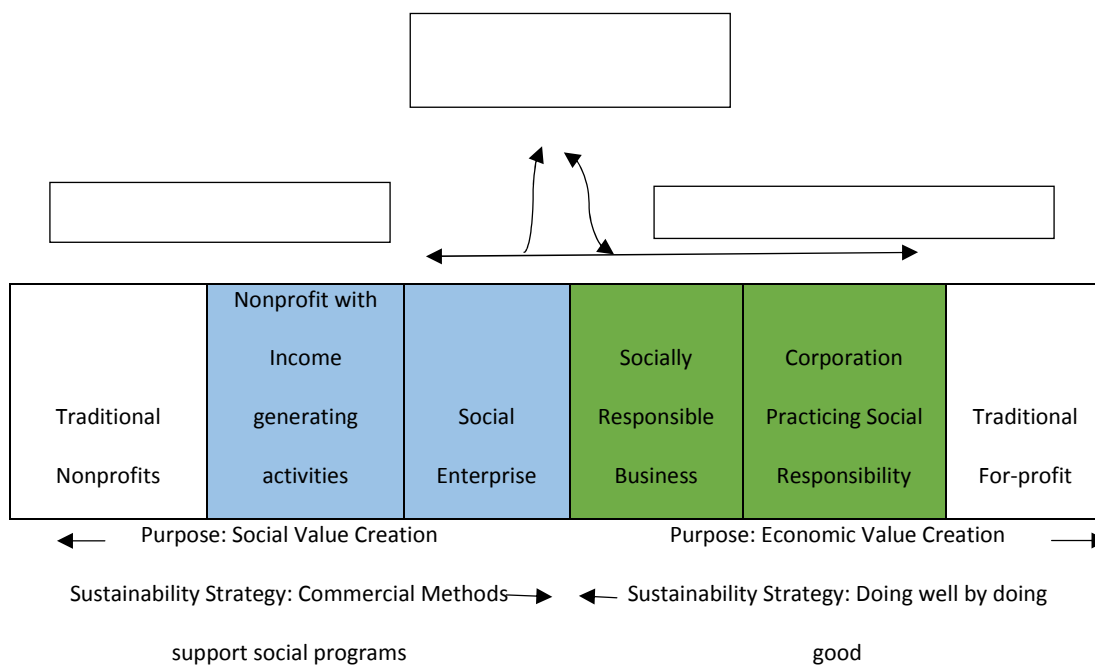 Traditional
Nonprofits
Nonprofit with
Income
generating
activities
Social
Enterprise
Socially
Responsible
Business
Corporation
Practicing Social
Responsibility
Traditional
For-profit
Purpose: Social Value Creation
Purpose: Economic Value Creation
Sustainability Strategy: Commercial Methods
support social programs
Sustainability Strategy: Doing well by doing
good